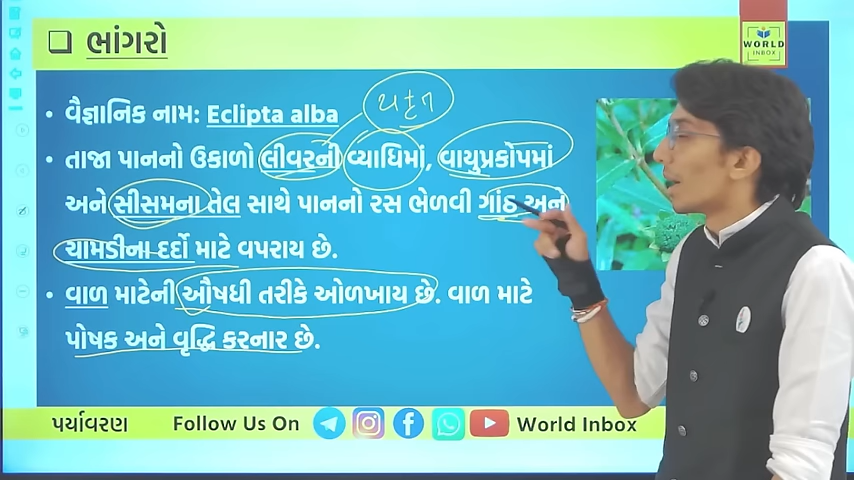 ❑ ભાંગરો
WORLD
INBOX
યકૃત
• વૈજ્ઞાનિક નામ: Eclipta alba
• તાજા પાનનો ઉકાળો લીવરની વ્યાધિમાં, વાયુપ્રકોપમાં
અને સીસમના તેલ સાથે પાનનો રસ ભેળવી ગાંઠ અને
ચામડીના દર્દો માટે વપરાય છે.
• વાળ માટેની ઔષધી તરીકે ઓળખાય છે. વાળ માટે
પોષક અને વૃદ્ધિ કરનાર છે.
પર્યાવરણ Follow Us On World Inbox